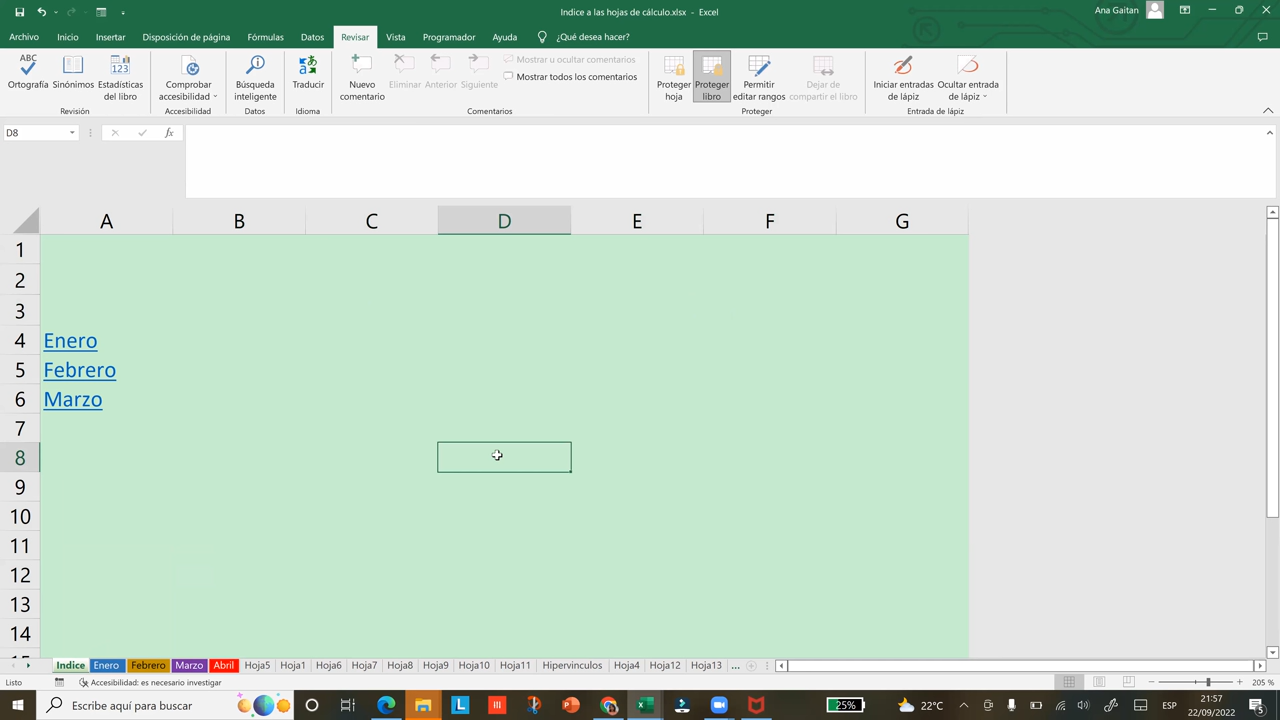 Indice a las hojas de cálculo.xlsx - Excel
Ana Gaitan
Archivo Inicio Insertar Disposición de página Fórmulas Datos Revisar Vista Programador Ayuda ¿Qué desea hacer?
ABC
Ortografía
Sinónimos
123
Estadísticas
del libro
Revisión
Comprobar
accesibilidad
Accesibilidad
Búsqueda
inteligente
Datos
Traducir
Idioma
Nuevo
comentario
Eliminar
Anterior
Siguiente
Mostrar u ocultar comentarios
Mostrar todos los comentarios
Comentarios
Proteger
hoja
Proteger
libro
Permitir
editar rangos
Dejar de
compartir el libro
Proteger
Iniciar entradas
de lápiz
Ocultar entrada
de lápiz
Entrada de lápiz
D8
fx
A B C D E F G
1
2
3
4 Enero
5 Febrero
6 Marzo
7
8
9
10
11
12
13
14
Indice Enero Febrero Marzo Abril Hoja5 Hoja1 Hoja6 Hoja7 Hoja8 Hoja9 Hoja10 Hoja11 Hipervinculos Hoja4 Hoja12 Hoja13 ...
Listo Accesibilidad: es necesario investigar 205 %
Escribe aquí para buscar
25%
22°C
ESP
21:57
22/09/2022